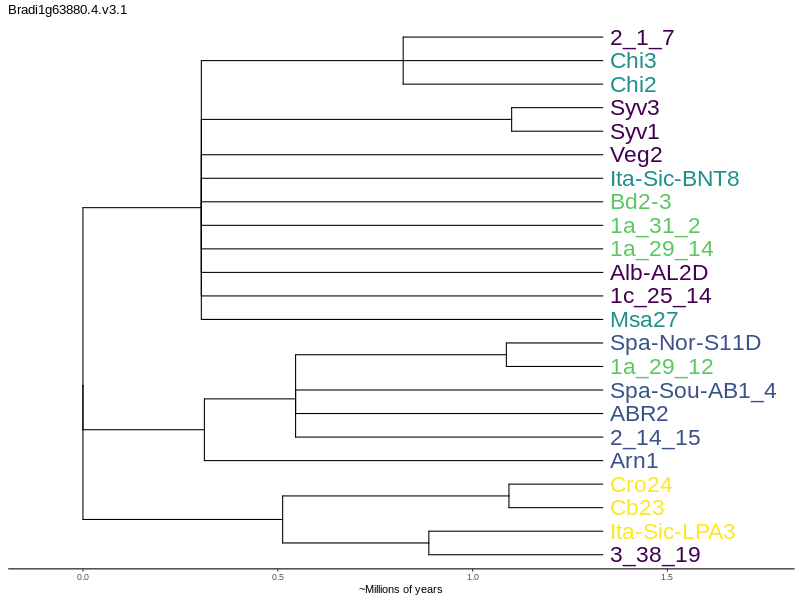 Bradi1g63880.4.v3.1
2_1_7
Chi3
Chi2
Syv3
Syv1
Veg2
Ita-Sic-BNT8
Bd2-3
1a_31_2
1a_29_14
Alb-AL2D
1c_25_14
Msa27
Spa-Nor-S11D
1a_29_12
Spa-Sou-AB1_4
ABR2
2_14_15
Arn1
Cro24
Cb23
Ita-Sic-LPA3
3_38_19
0.0 0.5 1.0 1.5
~Millions of years